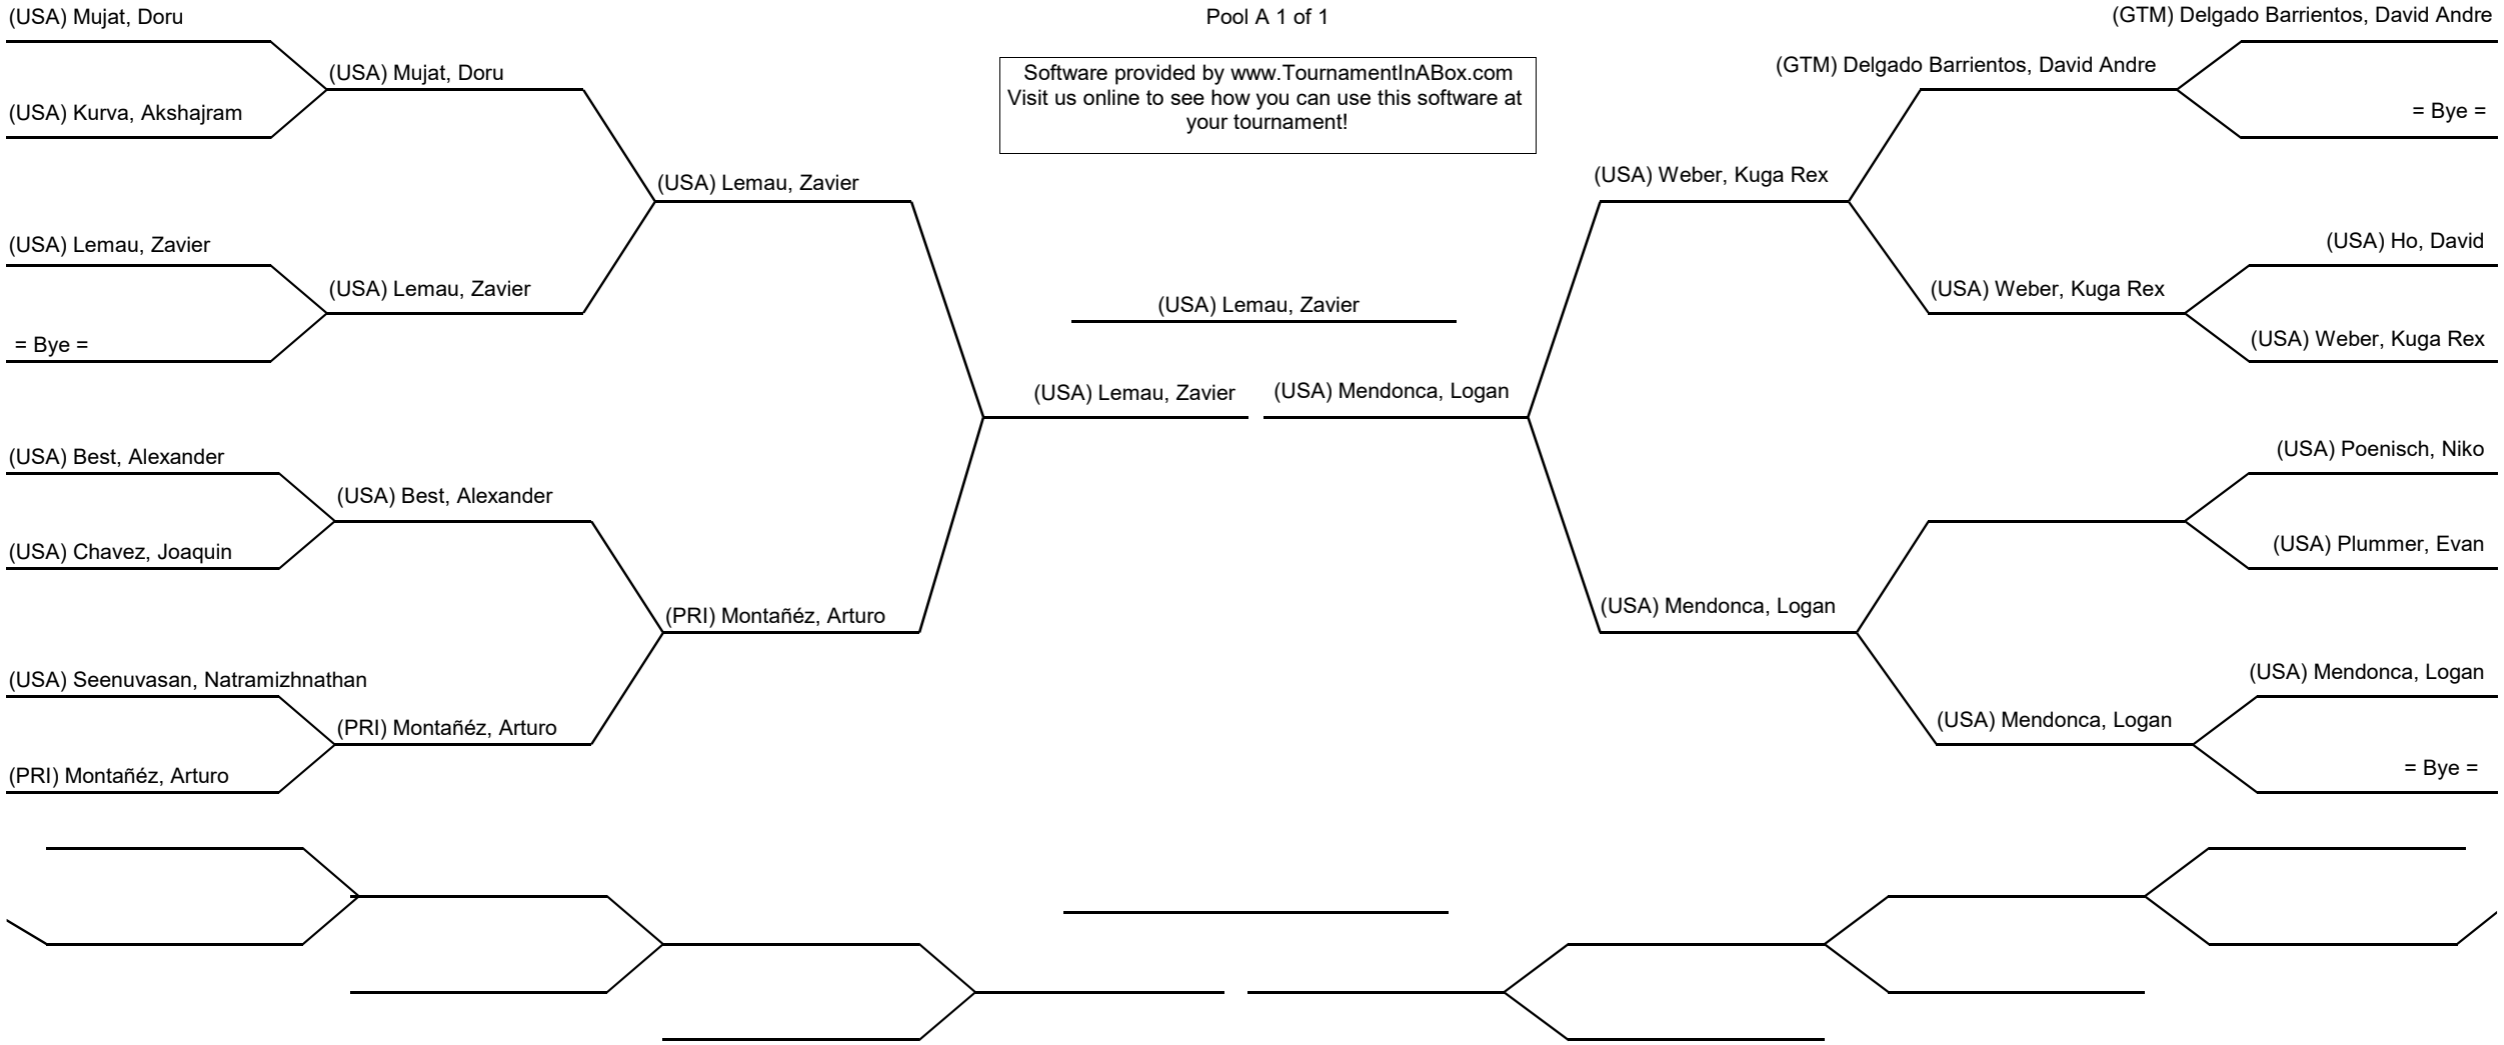 (USA) Mujat, Doru
(USA) Kurva, Akshajram
(USA) Lemau, Zavier
= Bye =
(USA) Best, Alexander
(USA) Chavez, Joaquin
(USA) Seenuvasan, Natramizhnathan
(PRI) Montañéz, Arturo
(USA) Mujat, Doru
(USA) Lemau, Zavier
(USA) Best, Alexander
(PRI) Montañéz, Arturo
(USA) Lemau, Zavier
(PRI) Montañéz, Arturo
Pool A 1 of 1
Software provided by www.TournamentInABox.com
Visit us online to see how you can use this software at
your tournament!
(USA) Lemau, Zavier
(USA) Lemau, Zavier
(USA) Mendonca, Logan
(USA) Weber, Kuga Rex
(USA) Mendonca, Logan
(GTM) Delgado Barrientos, David Andre
(USA) Weber, Kuga Rex
(USA) Mendonca, Logan
(GTM) Delgado Barrientos, David Andre
= Bye =
(USA) Ho, David
(USA) Weber, Kuga Rex
(USA) Poenisch, Niko
(USA) Plummer, Evan
(USA) Mendonca, Logan
= Bye =